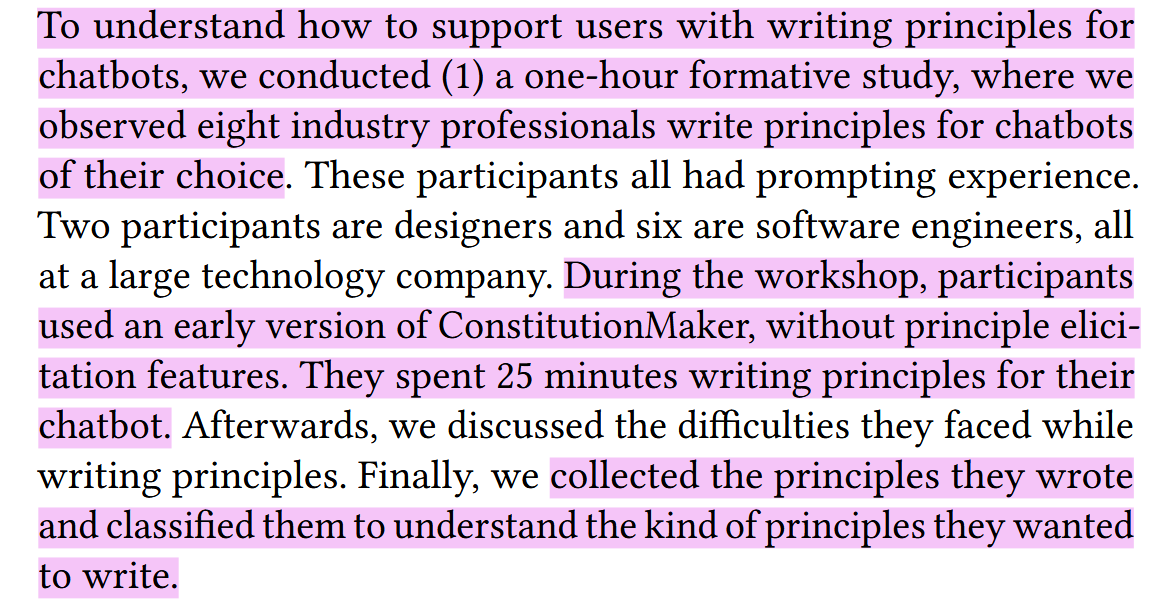 To understand how to support users with writing principles for
chatbots, we conducted (1) a one-hour formative study, where we
observed eight industry professionals write principles for chatbots
of their choice. These participants all had prompting experience.
Two participants are designers and six are software engineers, all
at a large technology company. During the workshop, participants
used an early version of ConstitutionMaker, without principle elici-
tation features. They spent 25 minutes writing principles for their
chatbot. Afterwards, we discussed the difficulties they faced while
writing principles. Finally, we collected the principles they wrote
and classified them to understand the kind of principles they wanted
to write.